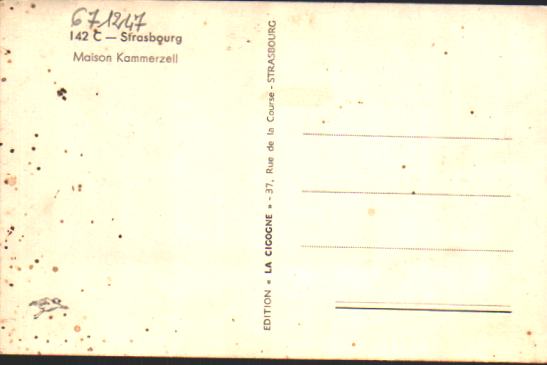 671247
142 C — Strasbourg
Maison Kammerzell
EDITION « LA CIGOGNE » - 37, Rue de la Course - STRASBOURG